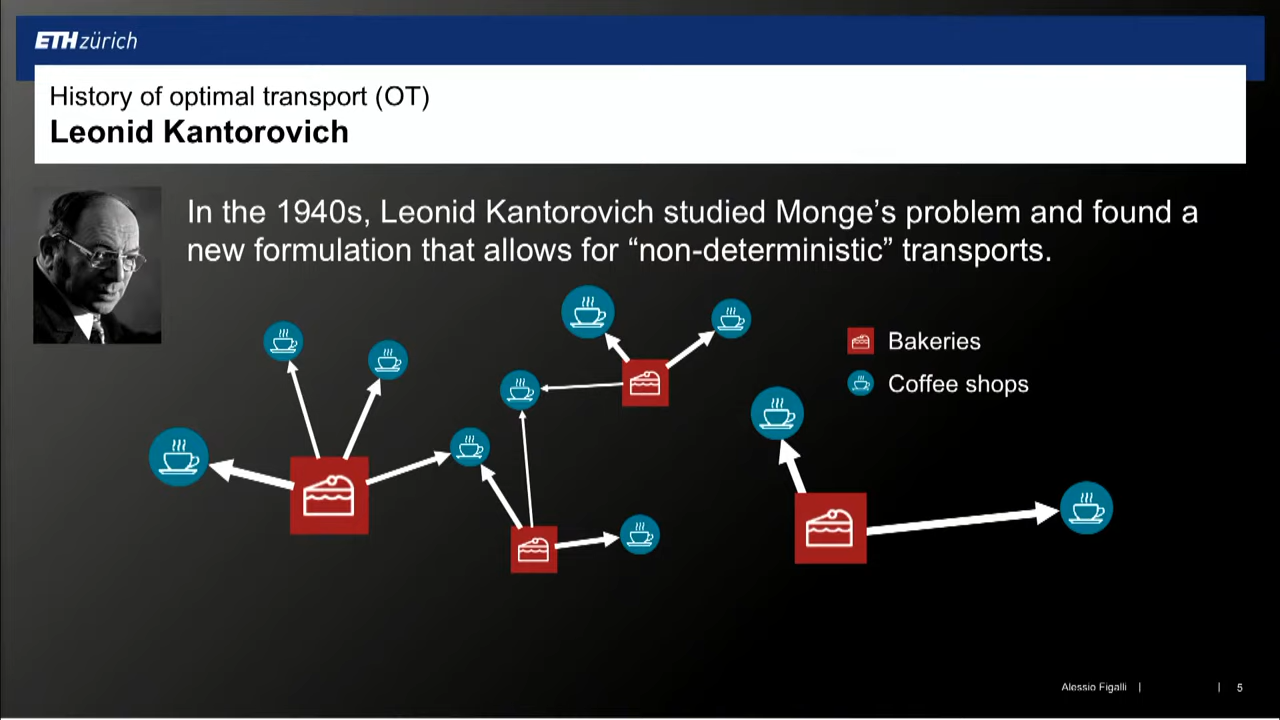 ETH zürich
History of optimal transport (OT)
Leonid Kantorovich
In the 1940s, Leonid Kantorovich studied Monge’s problem and found a
new formulation that allows for “non-deterministic” transports.
Bakeries
Coffee shops
Alessio Figalli | | 5